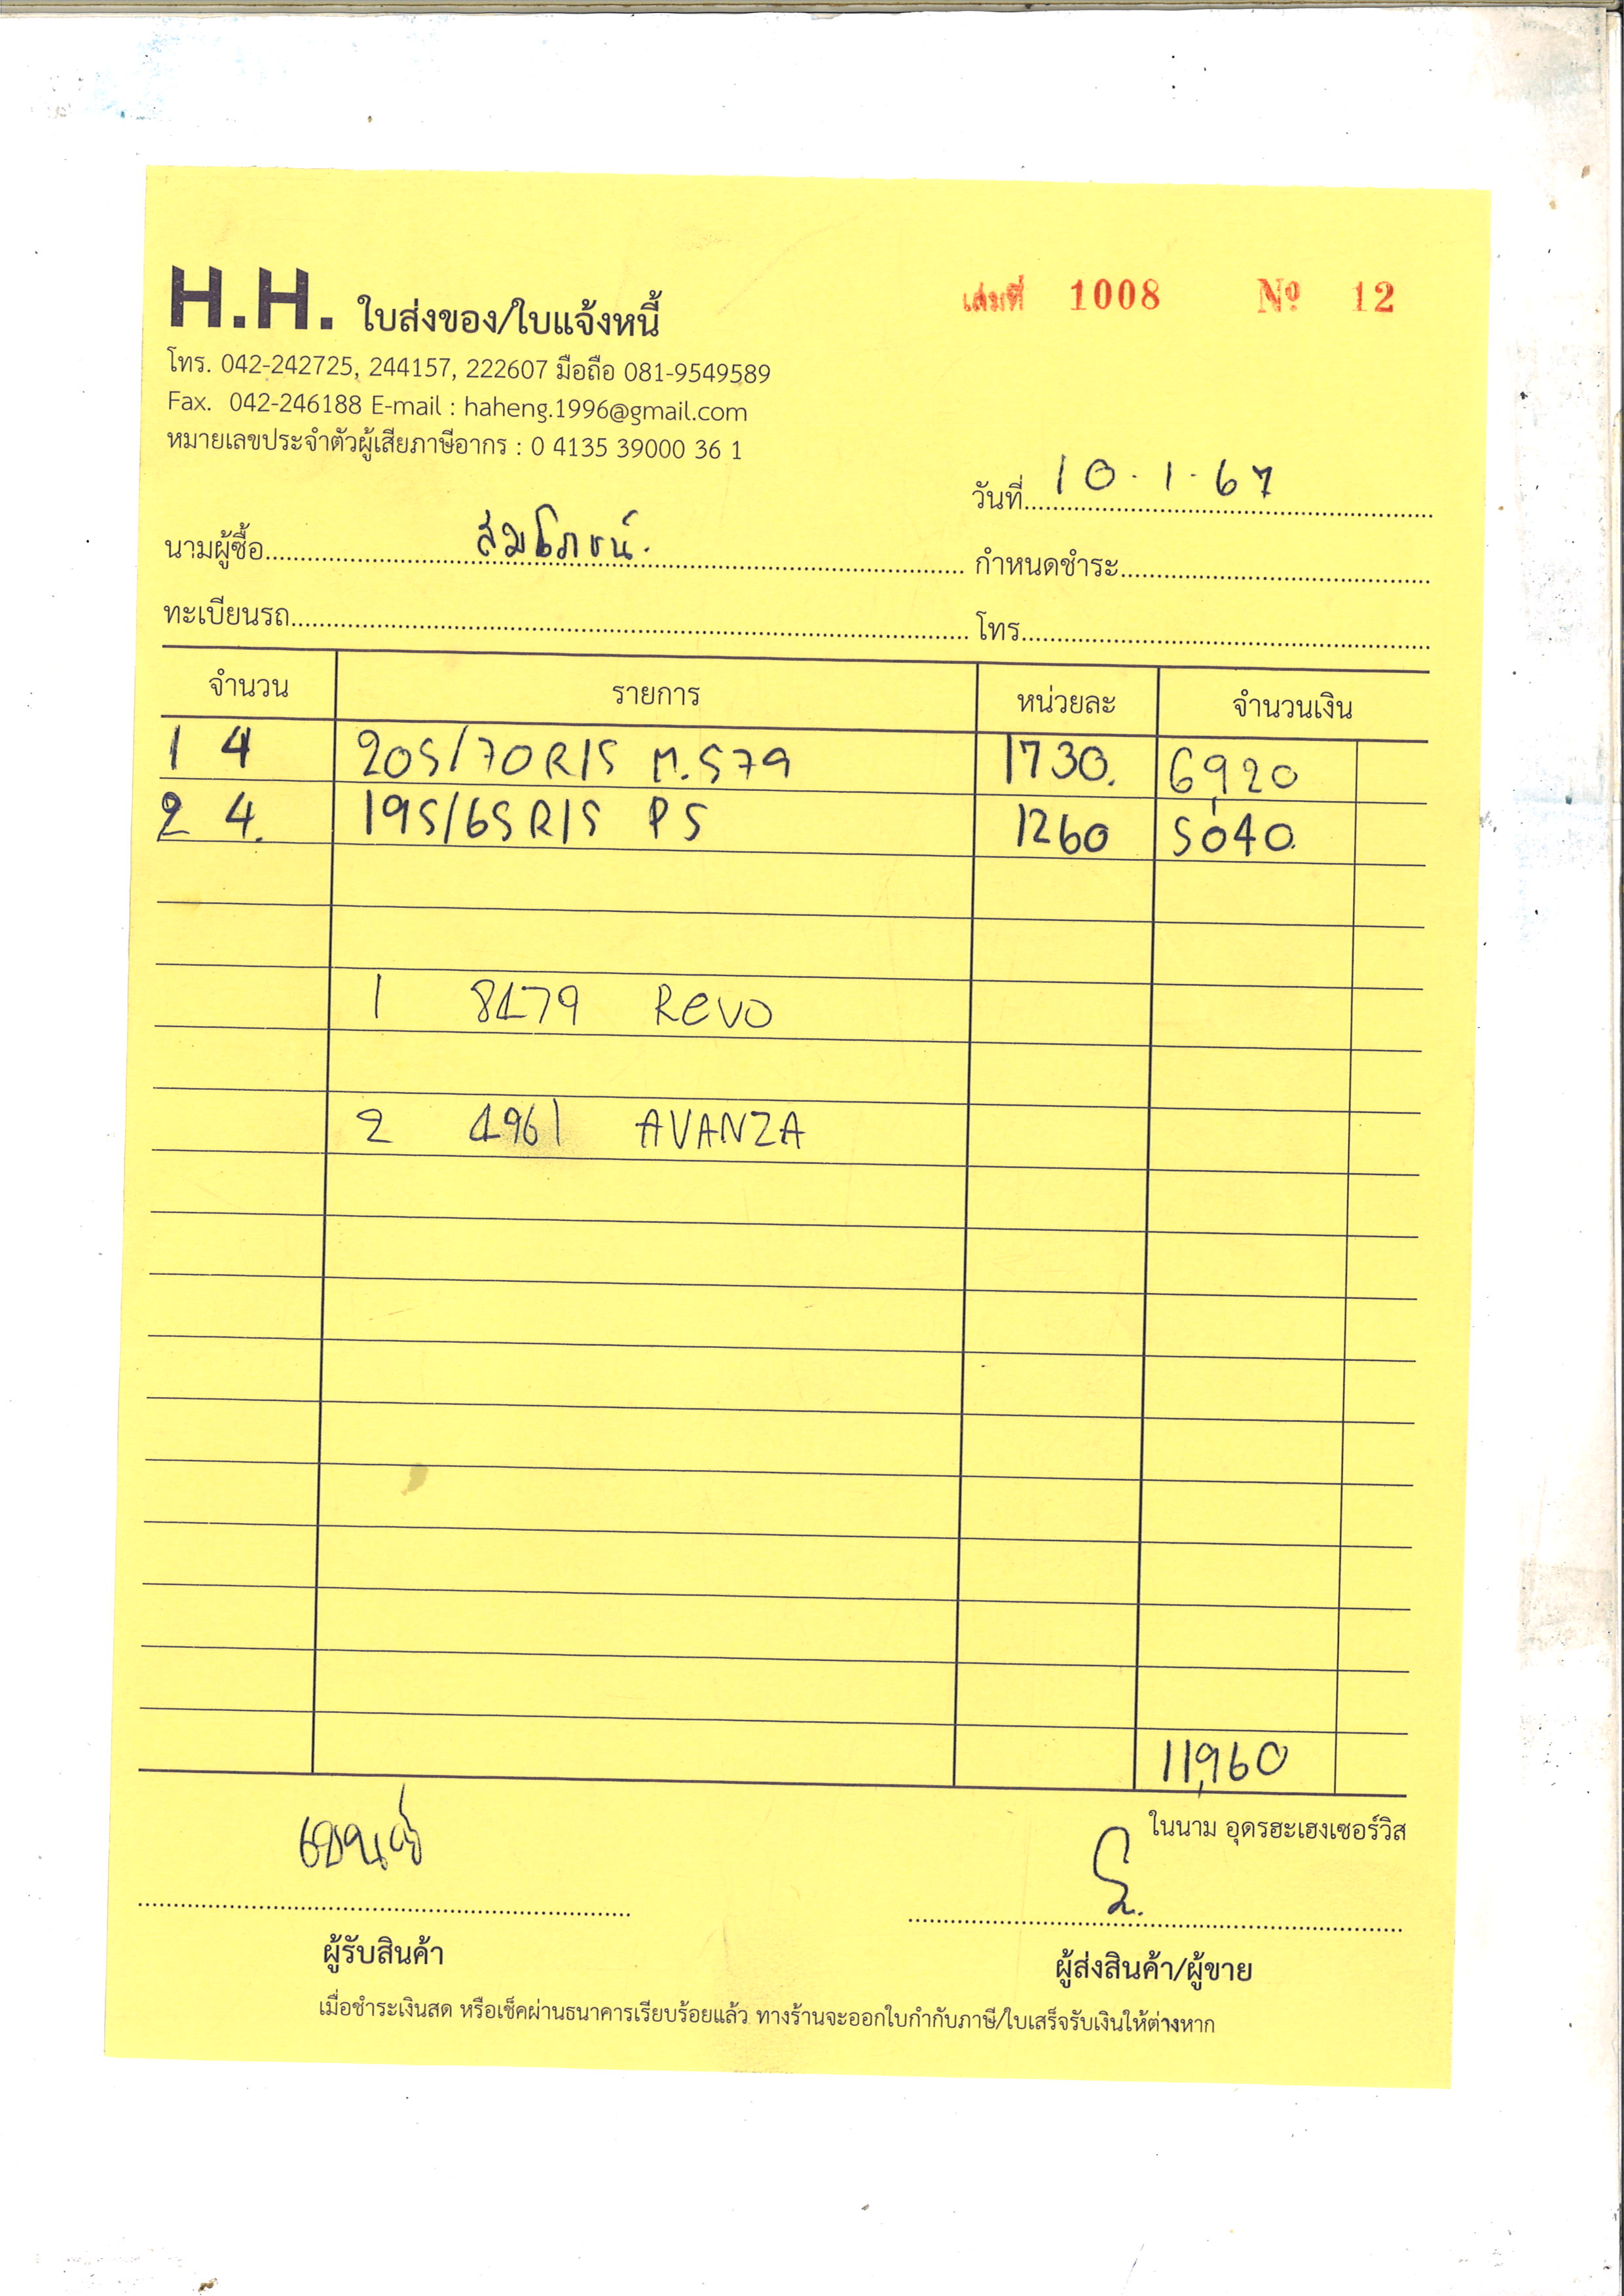 H.H. ใบส่งของ/ใบแจ้งหนี้
เล่มที่ 1008 Nº 12
โทร. 042-242725, 244157, 222607 มือถือ 081-9549589
Fax. 042-246188 E-mail : haheng.1996@gmail.com
หมายเลขประจำตัวผู้เสียภาษีอากร : 0 4135 39000 36 1
วันที่ 10.1.67
นามผู้ซื้อ สมโภชน์. กำหนดชำระ
ทะเบียนรถ โทร
จำนวน รายการ หน่วยละ จำนวนเงิน
1 4 205/70R15 M.579 1730. 6,920
2 4. 195/65R15 P5 1260 5040.
1 8479 REVO
2 4961 AVANZA
11,960
ในนาม อุดรฮะเฮงเซอร์วิส
ผู้รับสินค้า ผู้ส่งสินค้า/ผู้ขาย
เมื่อชำระเงินสด หรือเช็คผ่านธนาคารเรียบร้อยแล้ว ทางร้านจะออกใบกำกับภาษี/ใบเสร็จรับเงินให้ต่างหาก